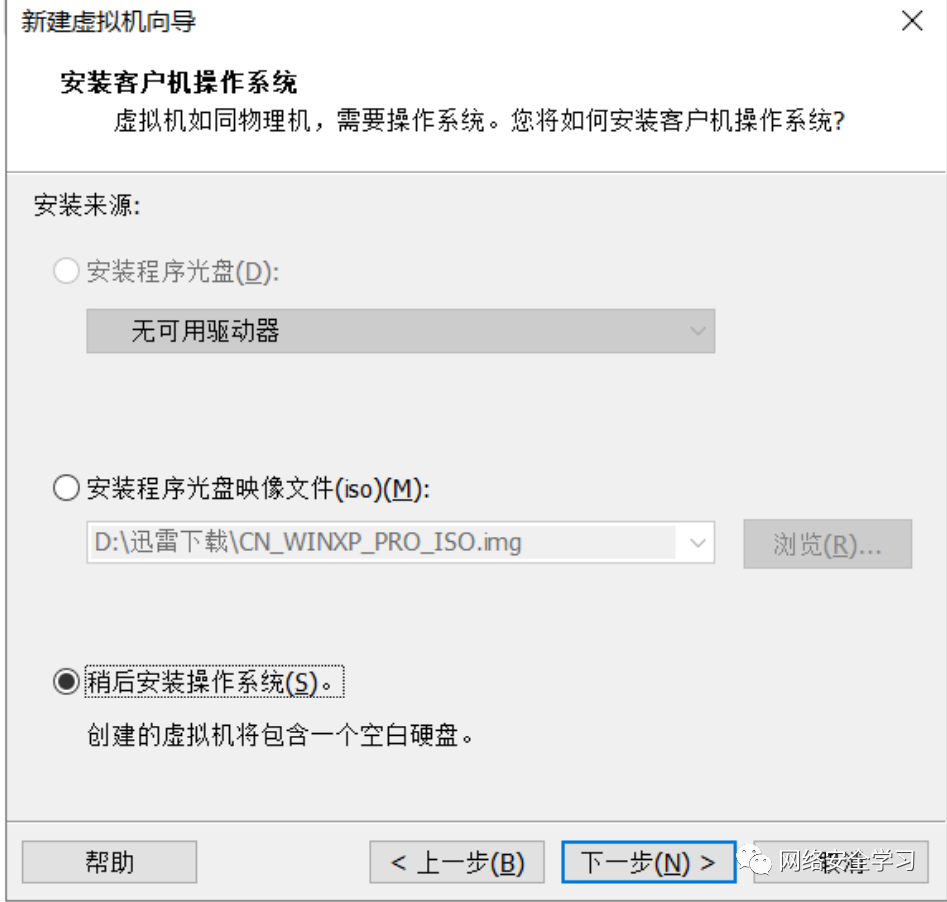 新建虚拟机向导
安装客户机操作系统
虚拟机如同物理机，需要操作系统。您将如何安装客户机操作系统?
安装来源:
安装程序光盘(D):
无可用驱动器
安装程序光盘映像文件(iso)(M):
D:\迅雷下载\CN_WINXP_PRO_ISO.img
浏览(R)...
稍后安装操作系统(S)。
创建的虚拟机将包含一个空白硬盘。
帮助
< 上一步(B)
下一步(N) >
取消
网络安全学习